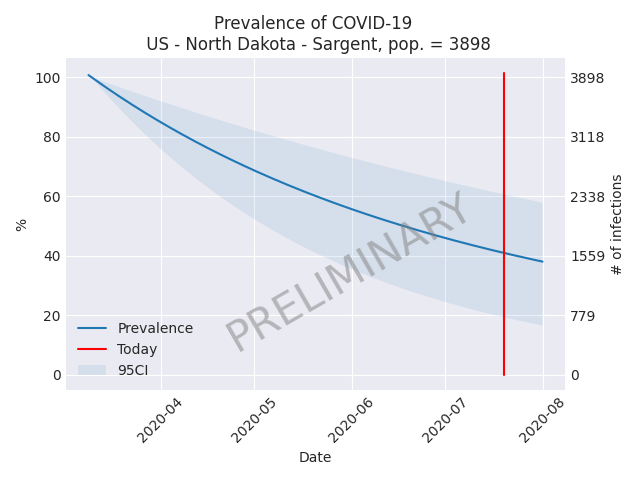 Prevalence of COVID-19
US - North Dakota - Sargent, pop. = 3898
100
80
60
40
20
0
%
3898
3118
2338
1559
779
0
# of infections
PRELIMINARY
Prevalence
Today
95CI
2020-04
2020-05
2020-06
2020-07
2020-08
Date